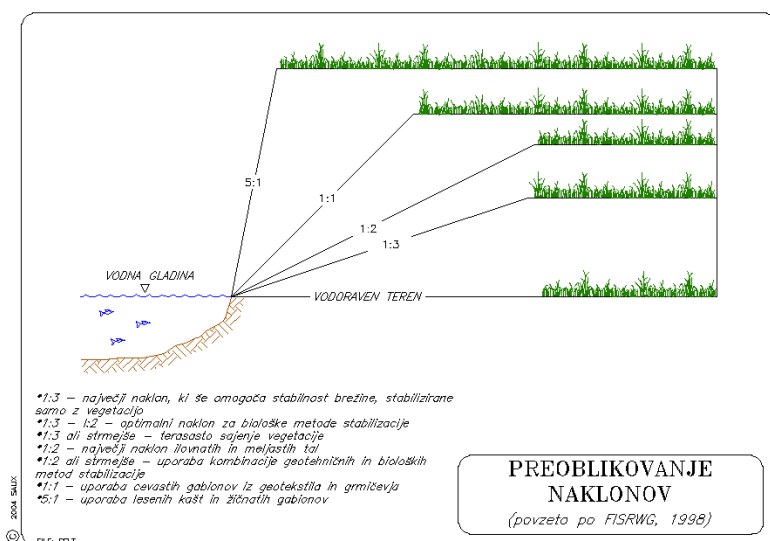 5:1
1:1
1:2
1:3
VODNA GLADINA
VODORAVEN TEREN
*1:3 – največji naklon, ki še omogoča stabilnost brežine, stabilizirane
samo z vegetacijo
*1:3 – 1:2 – optimalni naklon za biološke metode stabilizacije
*1:3 ali strmejše – terasasto sajenje vegetacije
*1:2 – največji naklon ilovnatih in meljastih tal
*1:2 ali strmejše – uporaba kombinacije geotehničnih in bioloških
metod stabilizacije
*1:1 – uporaba cevastih gabionov iz geotekstila in grmičevja
*5:1 – uporaba lesenih kašt in žičnatih gabionov
PREOBLIKOVANJE
NAKLONOV
(povzeto po FISRWG, 1998)
© 2004 SAUX